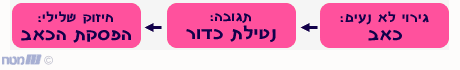 גירוי לא נעים:
כאב
תגובה:
נטילת כדור
חיזוק שלילי:
הפסקת הכאב
© מטח